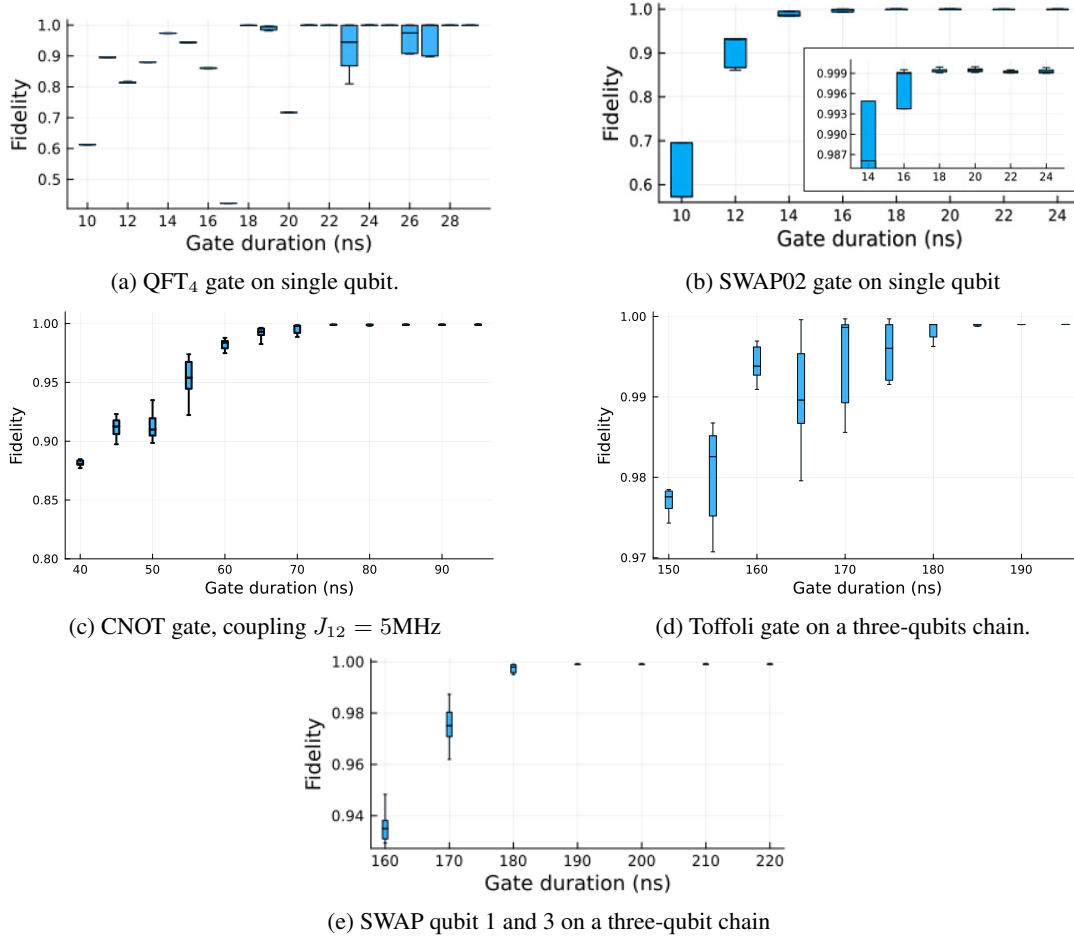 1.0
0.9
0.8
0.7
0.6
0.5
Fidelity
10 12 14 16 18 20 22 24 26 28
Gate duration (ns)
(a) QFT₄ gate on single qubit.
1.0
0.9
0.8
0.7
0.6
Fidelity
0.999
0.996
0.993
0.990
0.987
14 16 18 20 22 24
10 12 14 16 18 20 22 24
Gate duration (ns)
(b) SWAP02 gate on single qubit
1.00
0.95
0.90
0.85
0.80
Fidelity
40 50 60 70 80 90
Gate duration (ns)
(c) CNOT gate, coupling J₁₂ = 5MHz
1.00
0.99
0.98
0.97
Fidelity
150 160 170 180 190
Gate duration (ns)
(d) Toffoli gate on a three-qubits chain.
1.00
0.98
0.96
0.94
Fidelity
160 170 180 190 200 210 220
Gate duration (ns)
(e) SWAP qubit 1 and 3 on a three-qubit chain